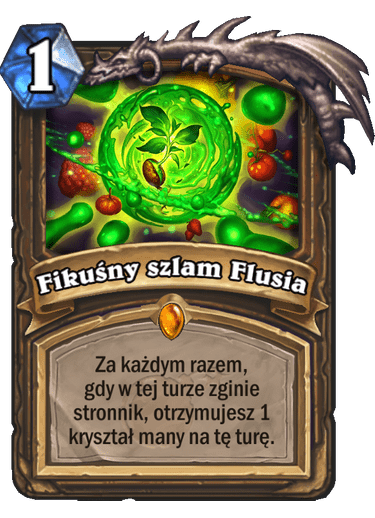 1
Fikuśny szlam Flusia
Za każdym razem,
gdy w tej turze zginie
stronnik, otrzymujesz 1
kryształ many na tę turę.